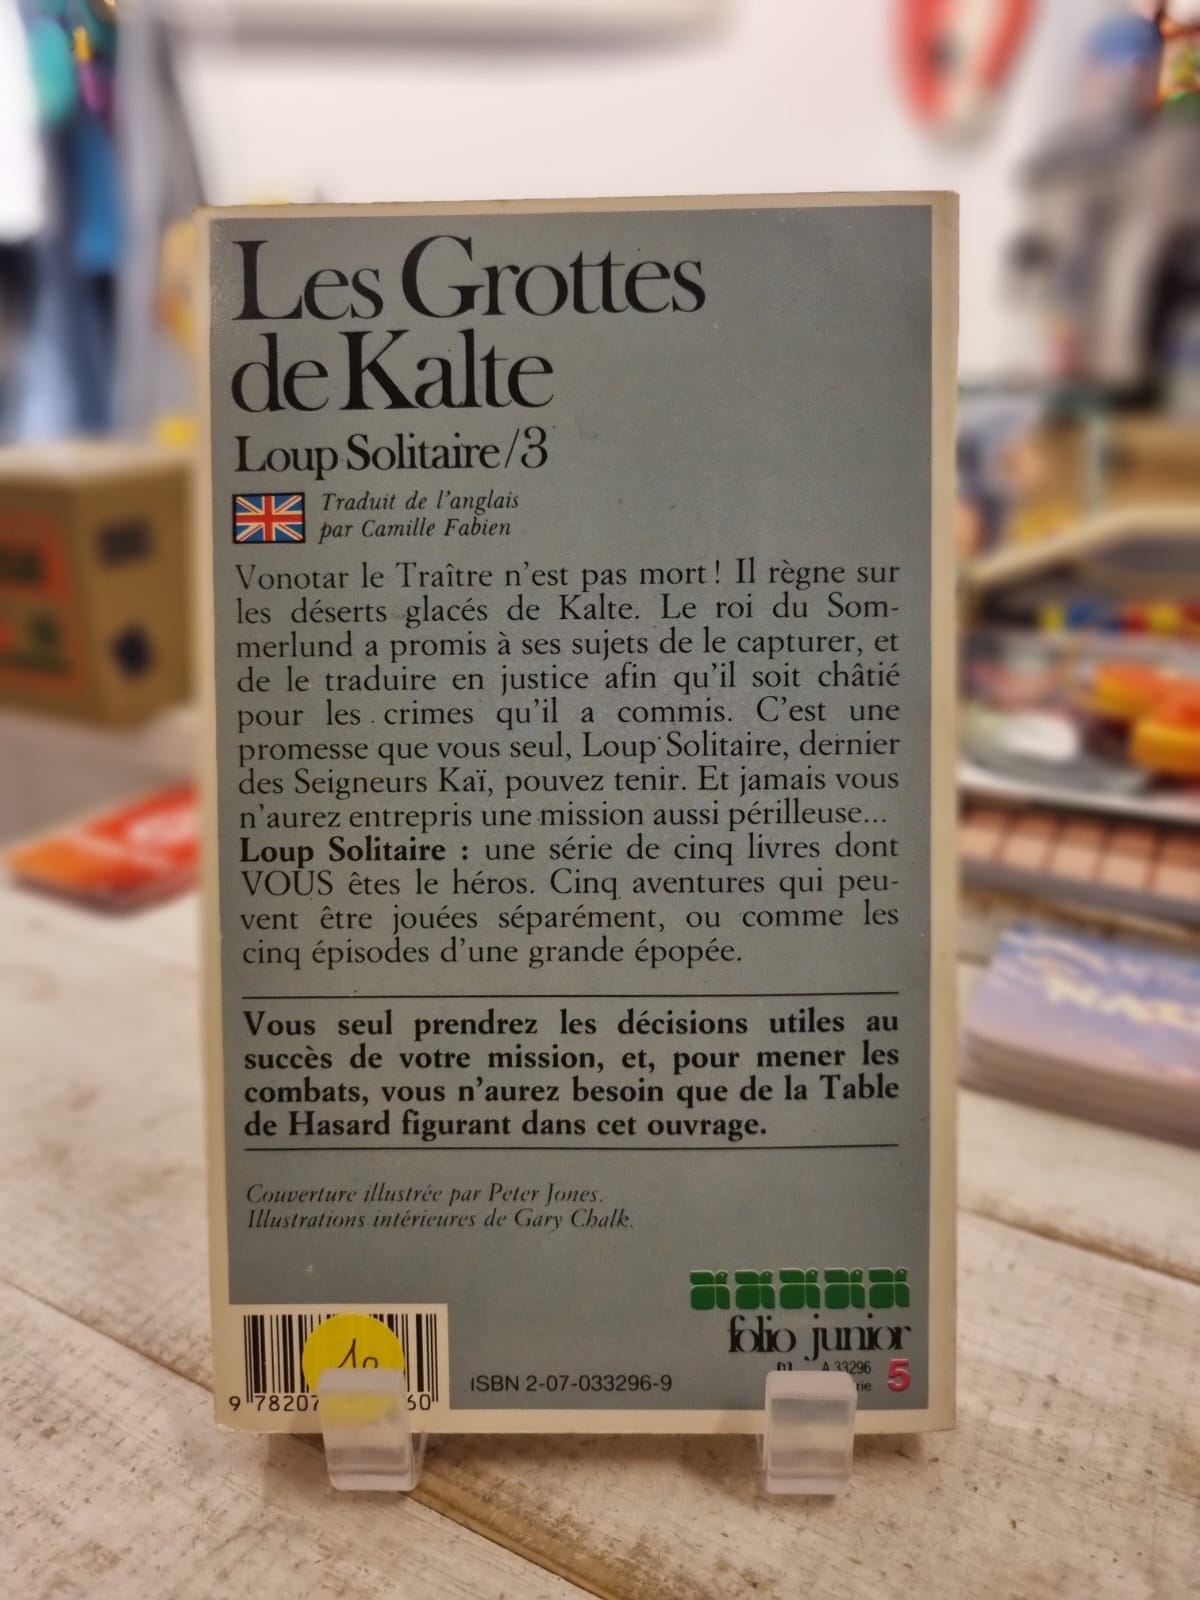 Les Grottes
de Kalte
Loup Solitaire/3
Traduit de l'anglais
par Camille Fabien
Vonotar le Traître n'est pas mort ! Il règne sur
les déserts glacés de Kalte. Le roi du Som-
merlund a promis à ses sujets de le capturer, et
de le traduire en justice afin qu'il soit châtié
pour les crimes qu'il a commis. C'est une
promesse que vous seul, Loup Solitaire, dernier
des Seigneurs Kaï, pouvez tenir. Et jamais vous
n'aurez entrepris une mission aussi périlleuse...
Loup Solitaire : une série de cinq livres dont
VOUS êtes le héros. Cinq aventures qui peu-
vent être jouées séparément, ou comme les
cinq épisodes d'une grande épopée.
Vous seul prendrez les décisions utiles au
succès de votre mission, et, pour mener les
combats, vous n'aurez besoin que de la Table
de Hasard figurant dans cet ouvrage.
Couverture illustrée par Peter Jones.
Illustrations intérieures de Gary Chalk.
folio junior
A 33296
5
ISBN 2-07-033296-9
9 78207 60